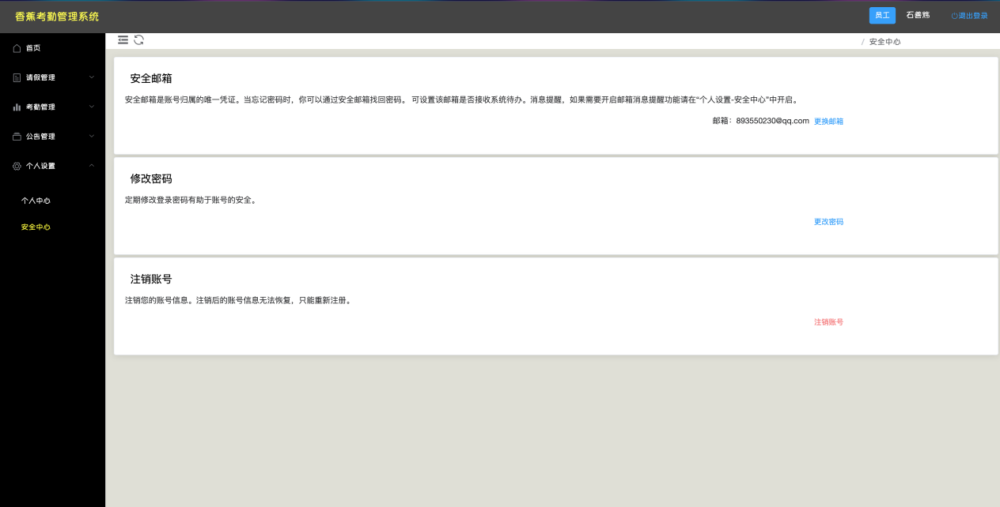 香蕉考勤管理系统
员工 石善炜 退出登录
首页
请假管理
考勤管理
公告管理
个人设置
个人中心
安全中心
/ 安全中心
安全邮箱
安全邮箱是账号归属的唯一凭证。当忘记密码时，你可以通过安全邮箱找回密码。 可设置该邮箱是否接收系统待办。消息提醒，如果需要开启邮箱消息提醒功能请在“个人设置-安全中心”中开启。
邮箱：893550230@qq.com 更换邮箱
修改密码
定期修改登录密码有助于账号的安全。
更改密码
注销账号
注销您的账号信息。注销后的账号信息无法恢复，只能重新注册。
注销账号